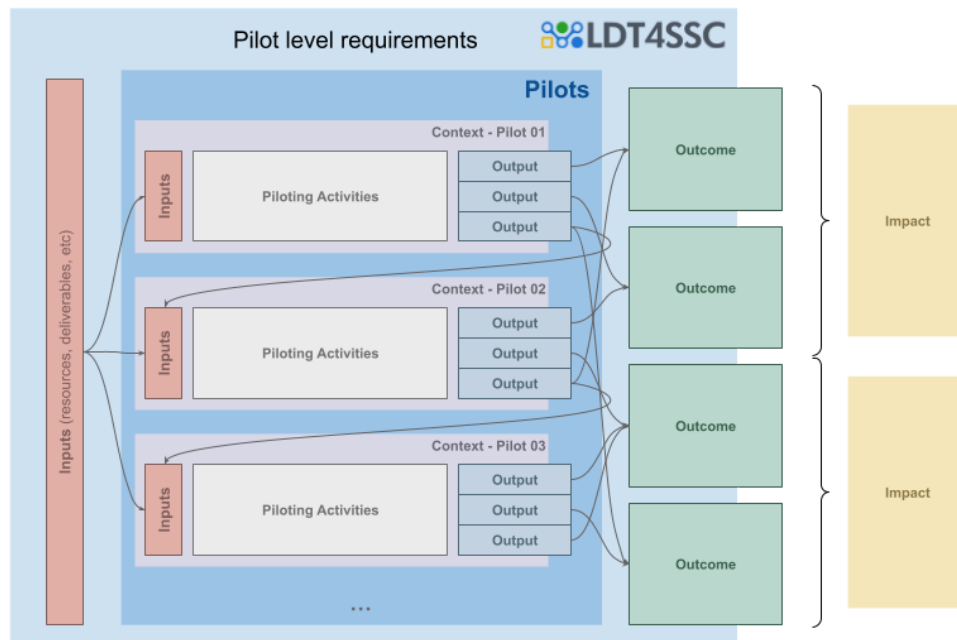 Pilot level requirements
LDT4SSC
Pilots
Inputs (resources, deliverables, etc)
Context - Pilot 01
Inputs
Piloting Activities
Output
Output
Output
Context - Pilot 02
Inputs
Piloting Activities
Output
Output
Output
Context - Pilot 03
Inputs
Piloting Activities
Output
Output
Output
...
Outcome
Outcome
Outcome
Outcome
Impact
Impact